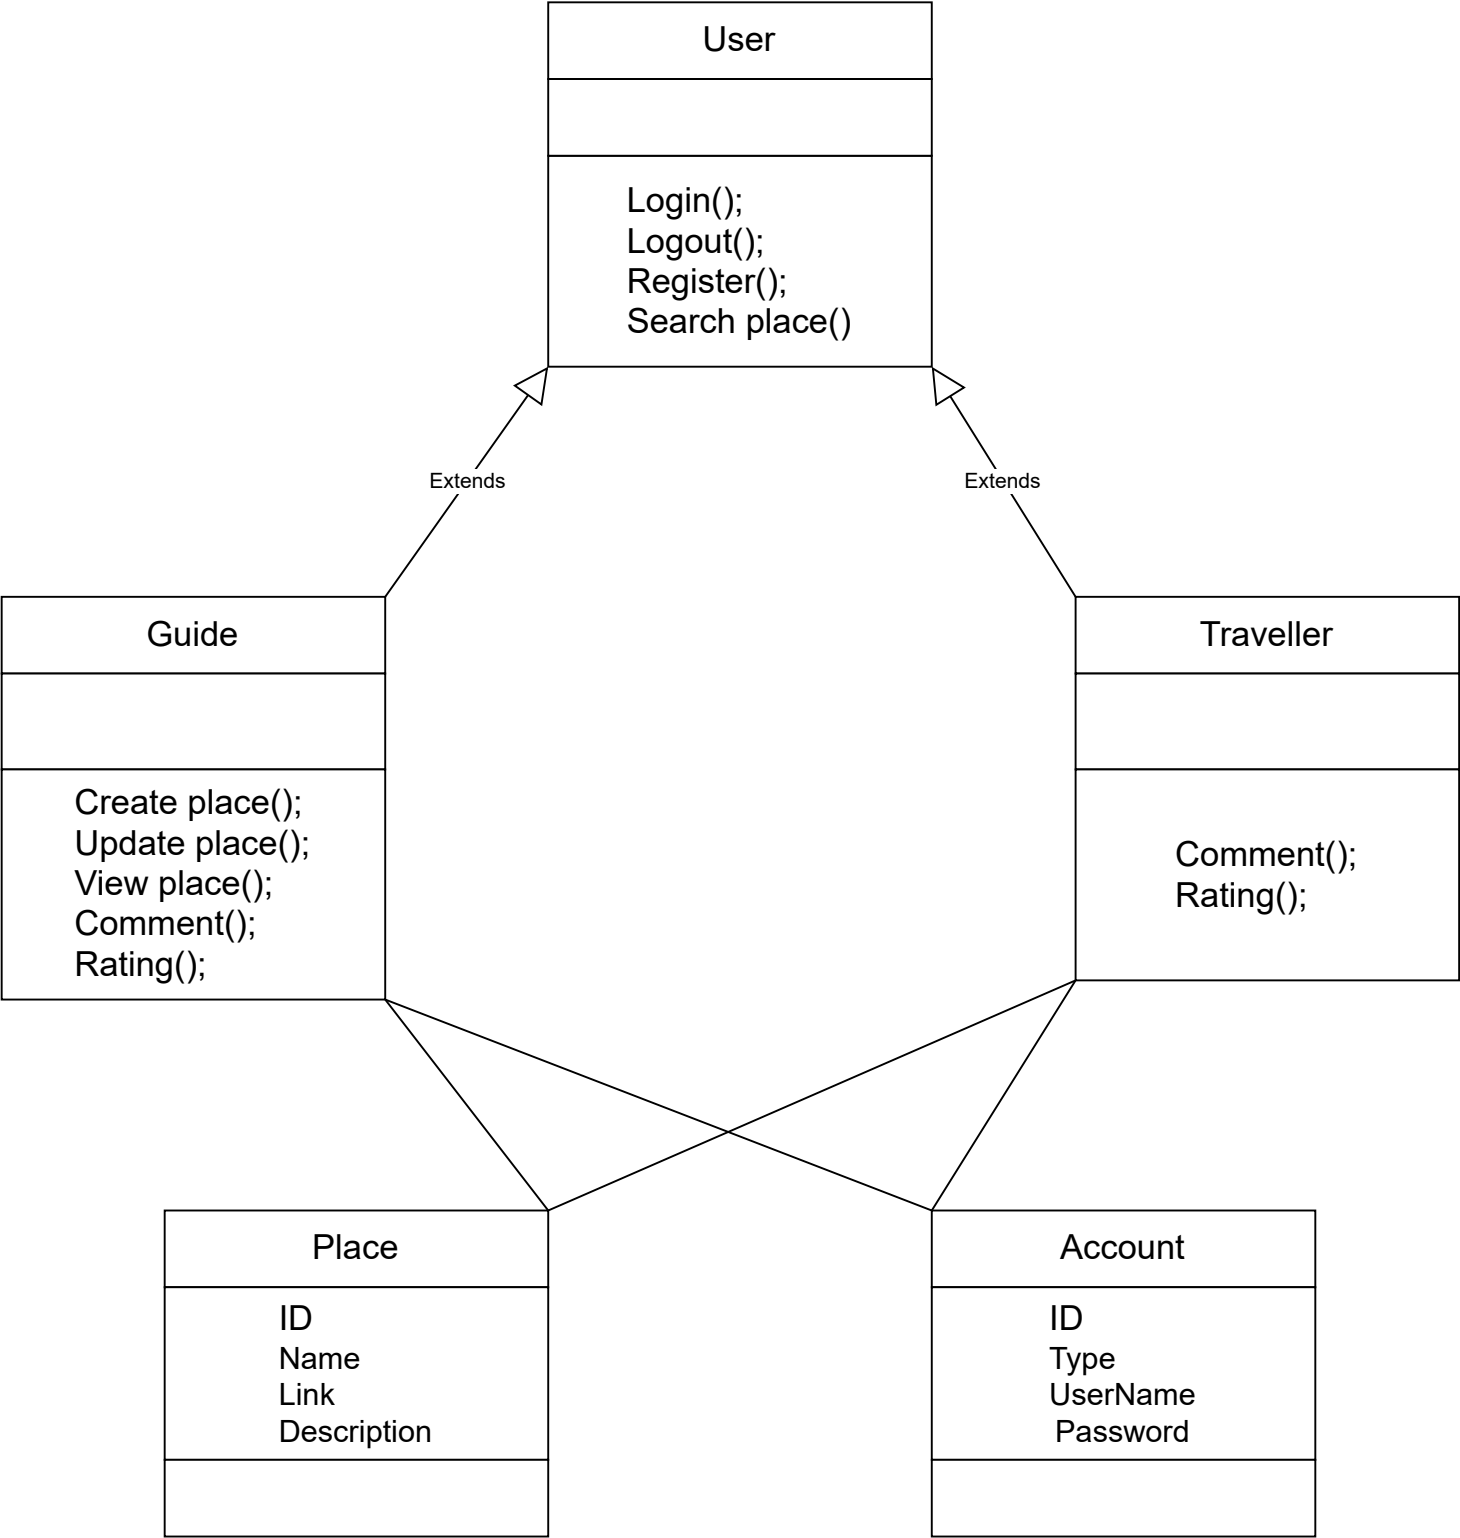 User
Login();
Logout();
Register();
Search place()
Extends
Extends
Guide
Create place();
Update place();
View place();
Comment();
Rating();
Traveller
Comment();
Rating();
Place
ID
Name
Link
Description
Account
ID
Type
UserName
Password